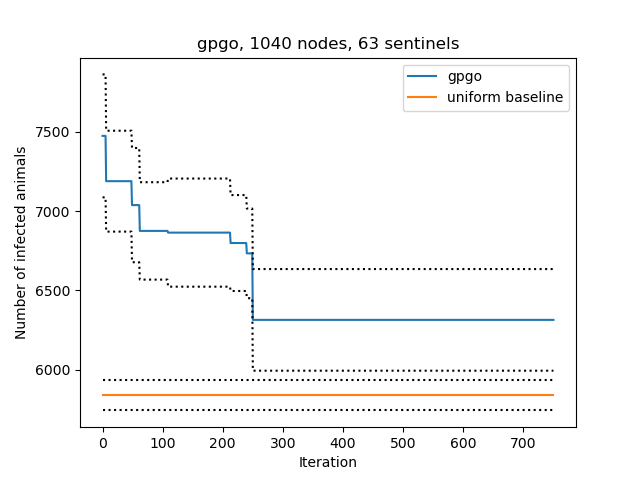 gpgo, 1040 nodes, 63 sentinels
gpgo
uniform baseline
Number of infected animals
7500
7000
6500
6000
0 100 200 300 400 500 600 700
Iteration